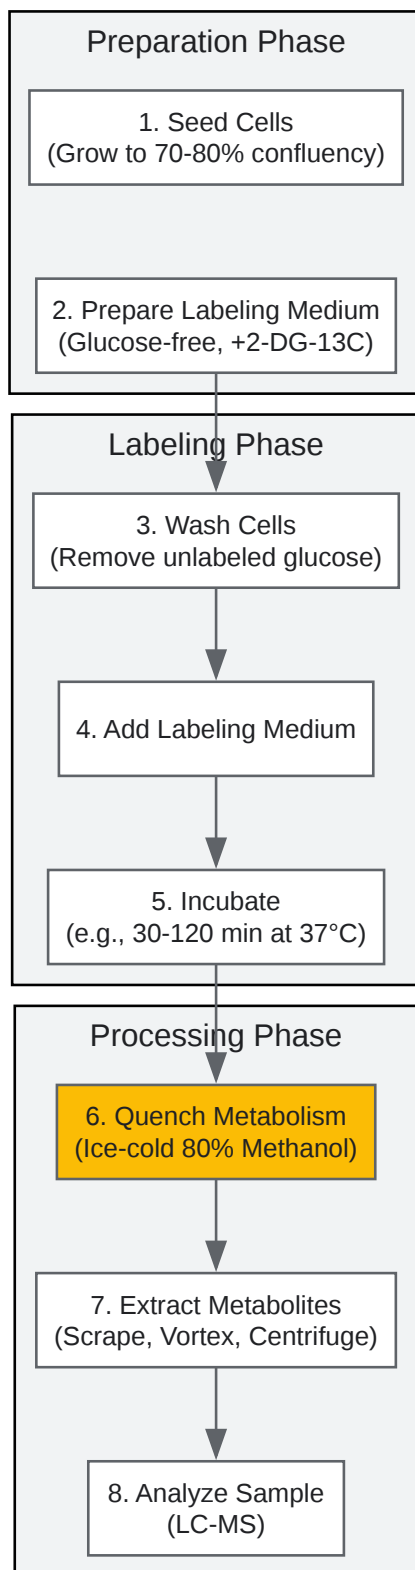 Preparation Phase
1. Seed Cells
(Grow to 70-80% confluency)
2. Prepare Labeling Medium
(Glucose-free, +2-DG-13C)
Labeling Phase
3. Wash Cells
(Remove unlabeled glucose)
4. Add Labeling Medium
5. Incubate
(e.g., 30-120 min at 37°C)
Processing Phase
6. Quench Metabolism
(Ice-cold 80% Methanol)
7. Extract Metabolites
(Scrape, Vortex, Centrifuge)
8. Analyze Sample
(LC-MS)